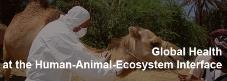 Global Health
at the Human-Animal-Ecosystem Interface